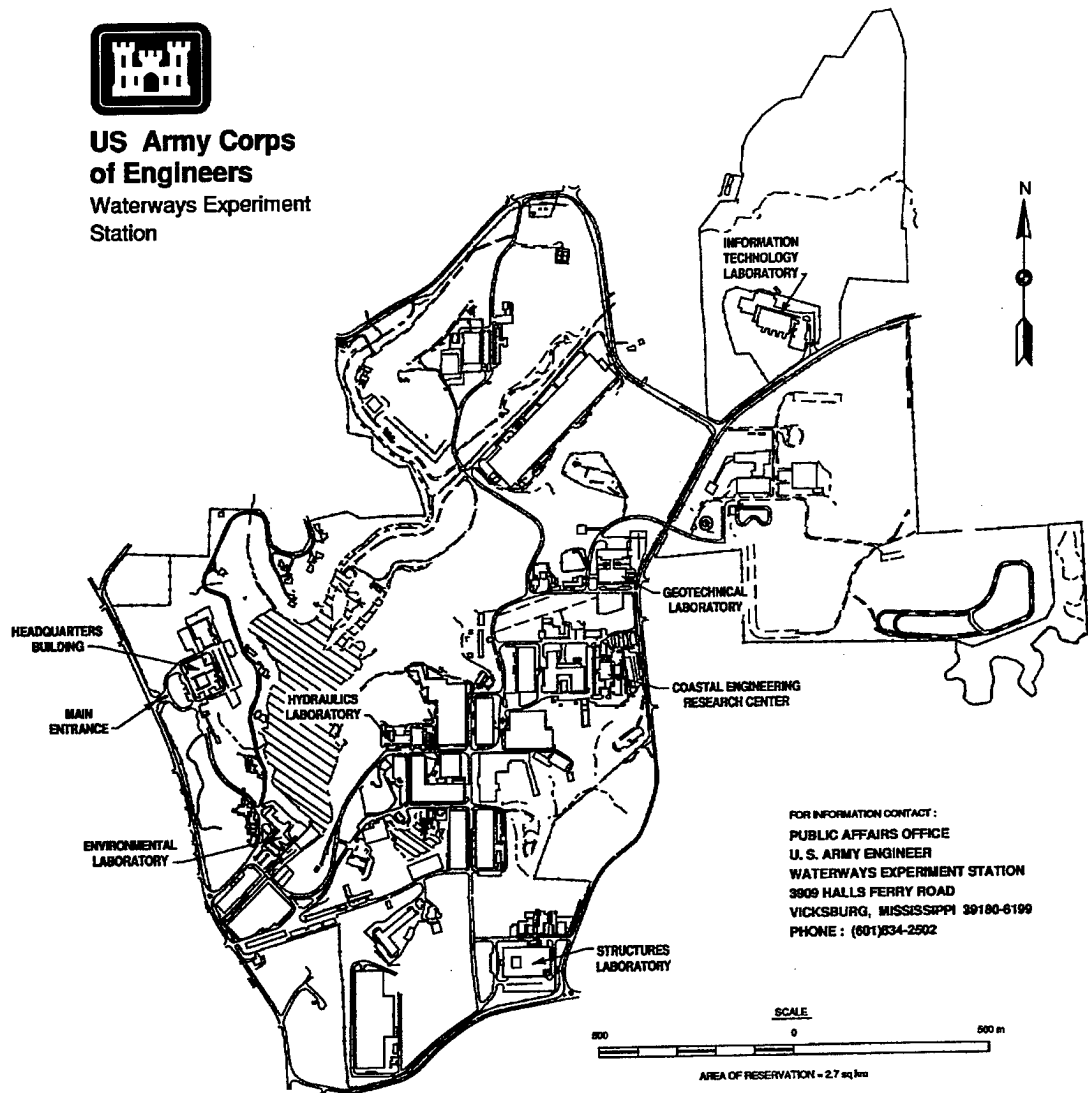 US Army Corps
of Engineers
Waterways Experiment
Station
N
INFORMATION
TECHNOLOGY
LABORATORY
GEOTECHNICAL
LABORATORY
HEADQUARTERS
BUILDING
HYDRAULICS
LABORATORY
COASTAL ENGINEERING
RESEARCH CENTER
MAIN
ENTRANCE
ENVIRONMENTAL
LABORATORY
FOR INFORMATION CONTACT :
PUBLIC AFFAIRS OFFICE
U. S. ARMY ENGINEER
WATERWAYS EXPERIMENT STATION
3909 HALLS FERRY ROAD
VICKSBURG, MISSISSIPPI 39180-6199
PHONE : (601)634-2502
STRUCTURES
LABORATORY
SCALE
500 0 500 m
AREA OF RESERVATION = 2.7 sq km